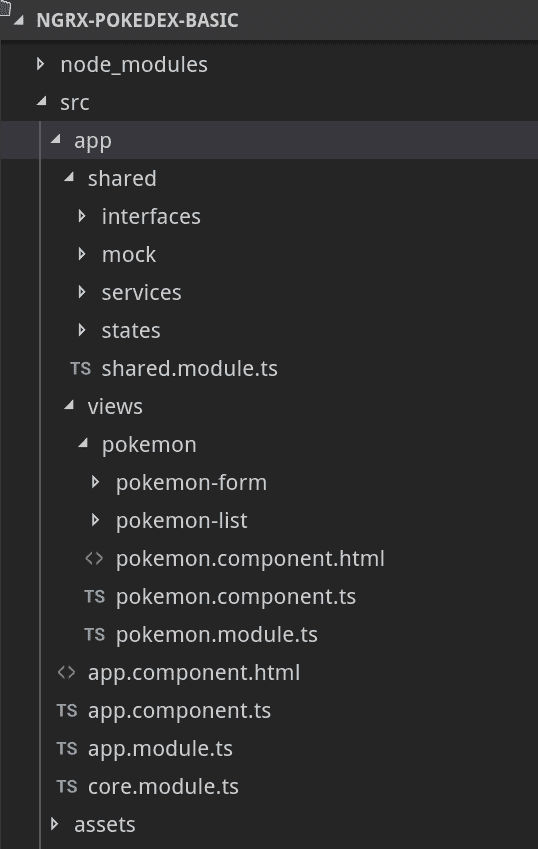 NGRX-POKEDEX-BASIC
node_modules
src
app
shared
interfaces
mock
services
states
TS shared.module.ts
views
pokemon
pokemon-form
pokemon-list
<> pokemon.component.html
TS pokemon.component.ts
TS pokemon.module.ts
<> app.component.html
TS app.component.ts
TS app.module.ts
TS core.module.ts
assets